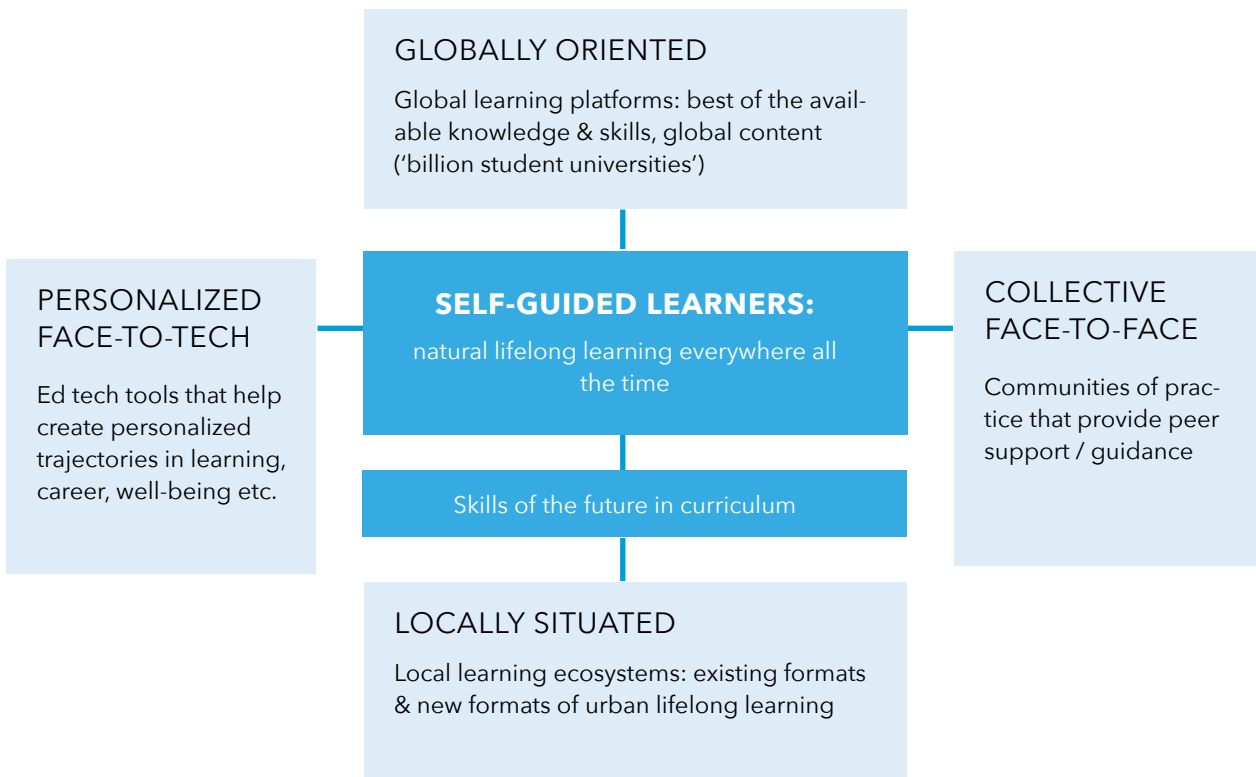 GLOBALLY ORIENTED
Global learning platforms: best of the avail-
able knowledge & skills, global content
(‘billion student universities’)
PERSONALIZED
FACE-TO-TECH
Ed tech tools that help
create personalized
trajectories in learning,
career, well-being etc.
SELF-GUIDED LEARNERS:
natural lifelong learning everywhere all
the time
COLLECTIVE
FACE-TO-FACE
Communities of prac-
tice that provide peer
support / guidance
Skills of the future in curriculum
LOCALLY SITUATED
Local learning ecosystems: existing formats
& new formats of urban lifelong learning